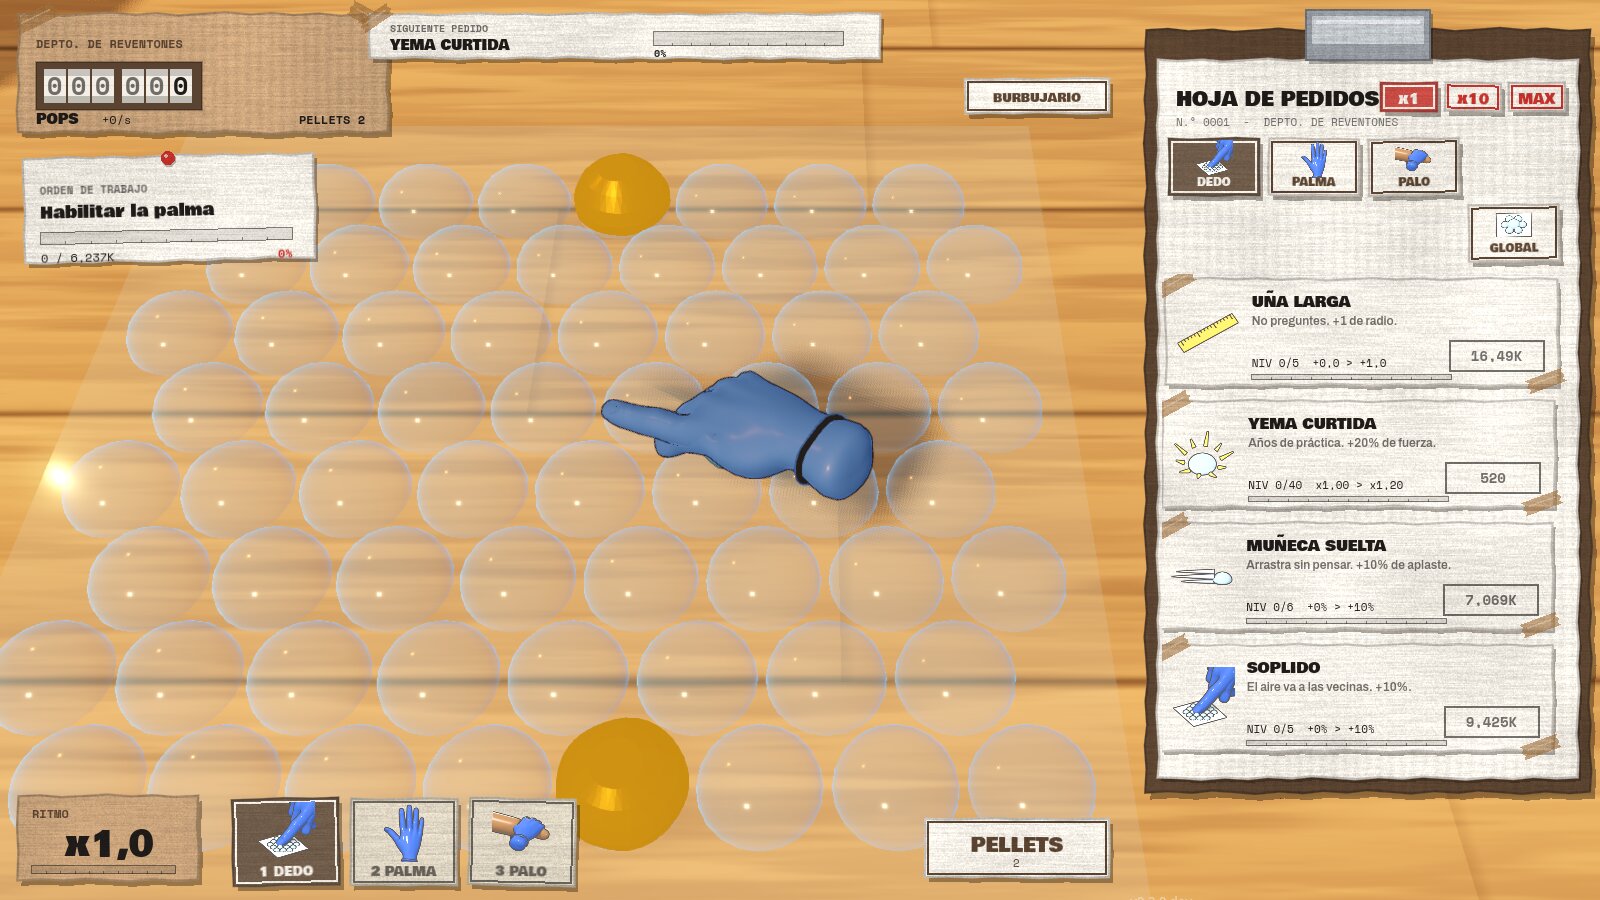 DEPTO. DE REVENTONES
000 000
POPS +0/s PELLETS 2
SIGUIENTE PEDIDO
YEMA CURTIDA
0%
BURBUJARIO
ORDEN DE TRABAJO
Habilitar la palma
0 / 6,237K 0%
HOJA DE PEDIDOS x1 x10 MAX
N.° 0001 - DEPTO. DE REVENTONES
DEDO PALMA PALO
GLOBAL
UÑA LARGA
No preguntes. +1 de radio.
NIV 0/5 +0,0 > +1,0
16,49K
YEMA CURTIDA
Años de práctica. +20% de fuerza.
NIV 0/40 x1,00 > x1,20
520
MUÑECA SUELTA
Arrastra sin pensar. +10% de aplaste.
NIV 0/6 +0% > +10%
7,069K
SOPLIDO
El aire va a las vecinas. +10%.
NIV 0/5 +0% > +10%
9,425K
RITMO
x1,0
1 DEDO
2 PALMA
3 PALO
PELLETS
2